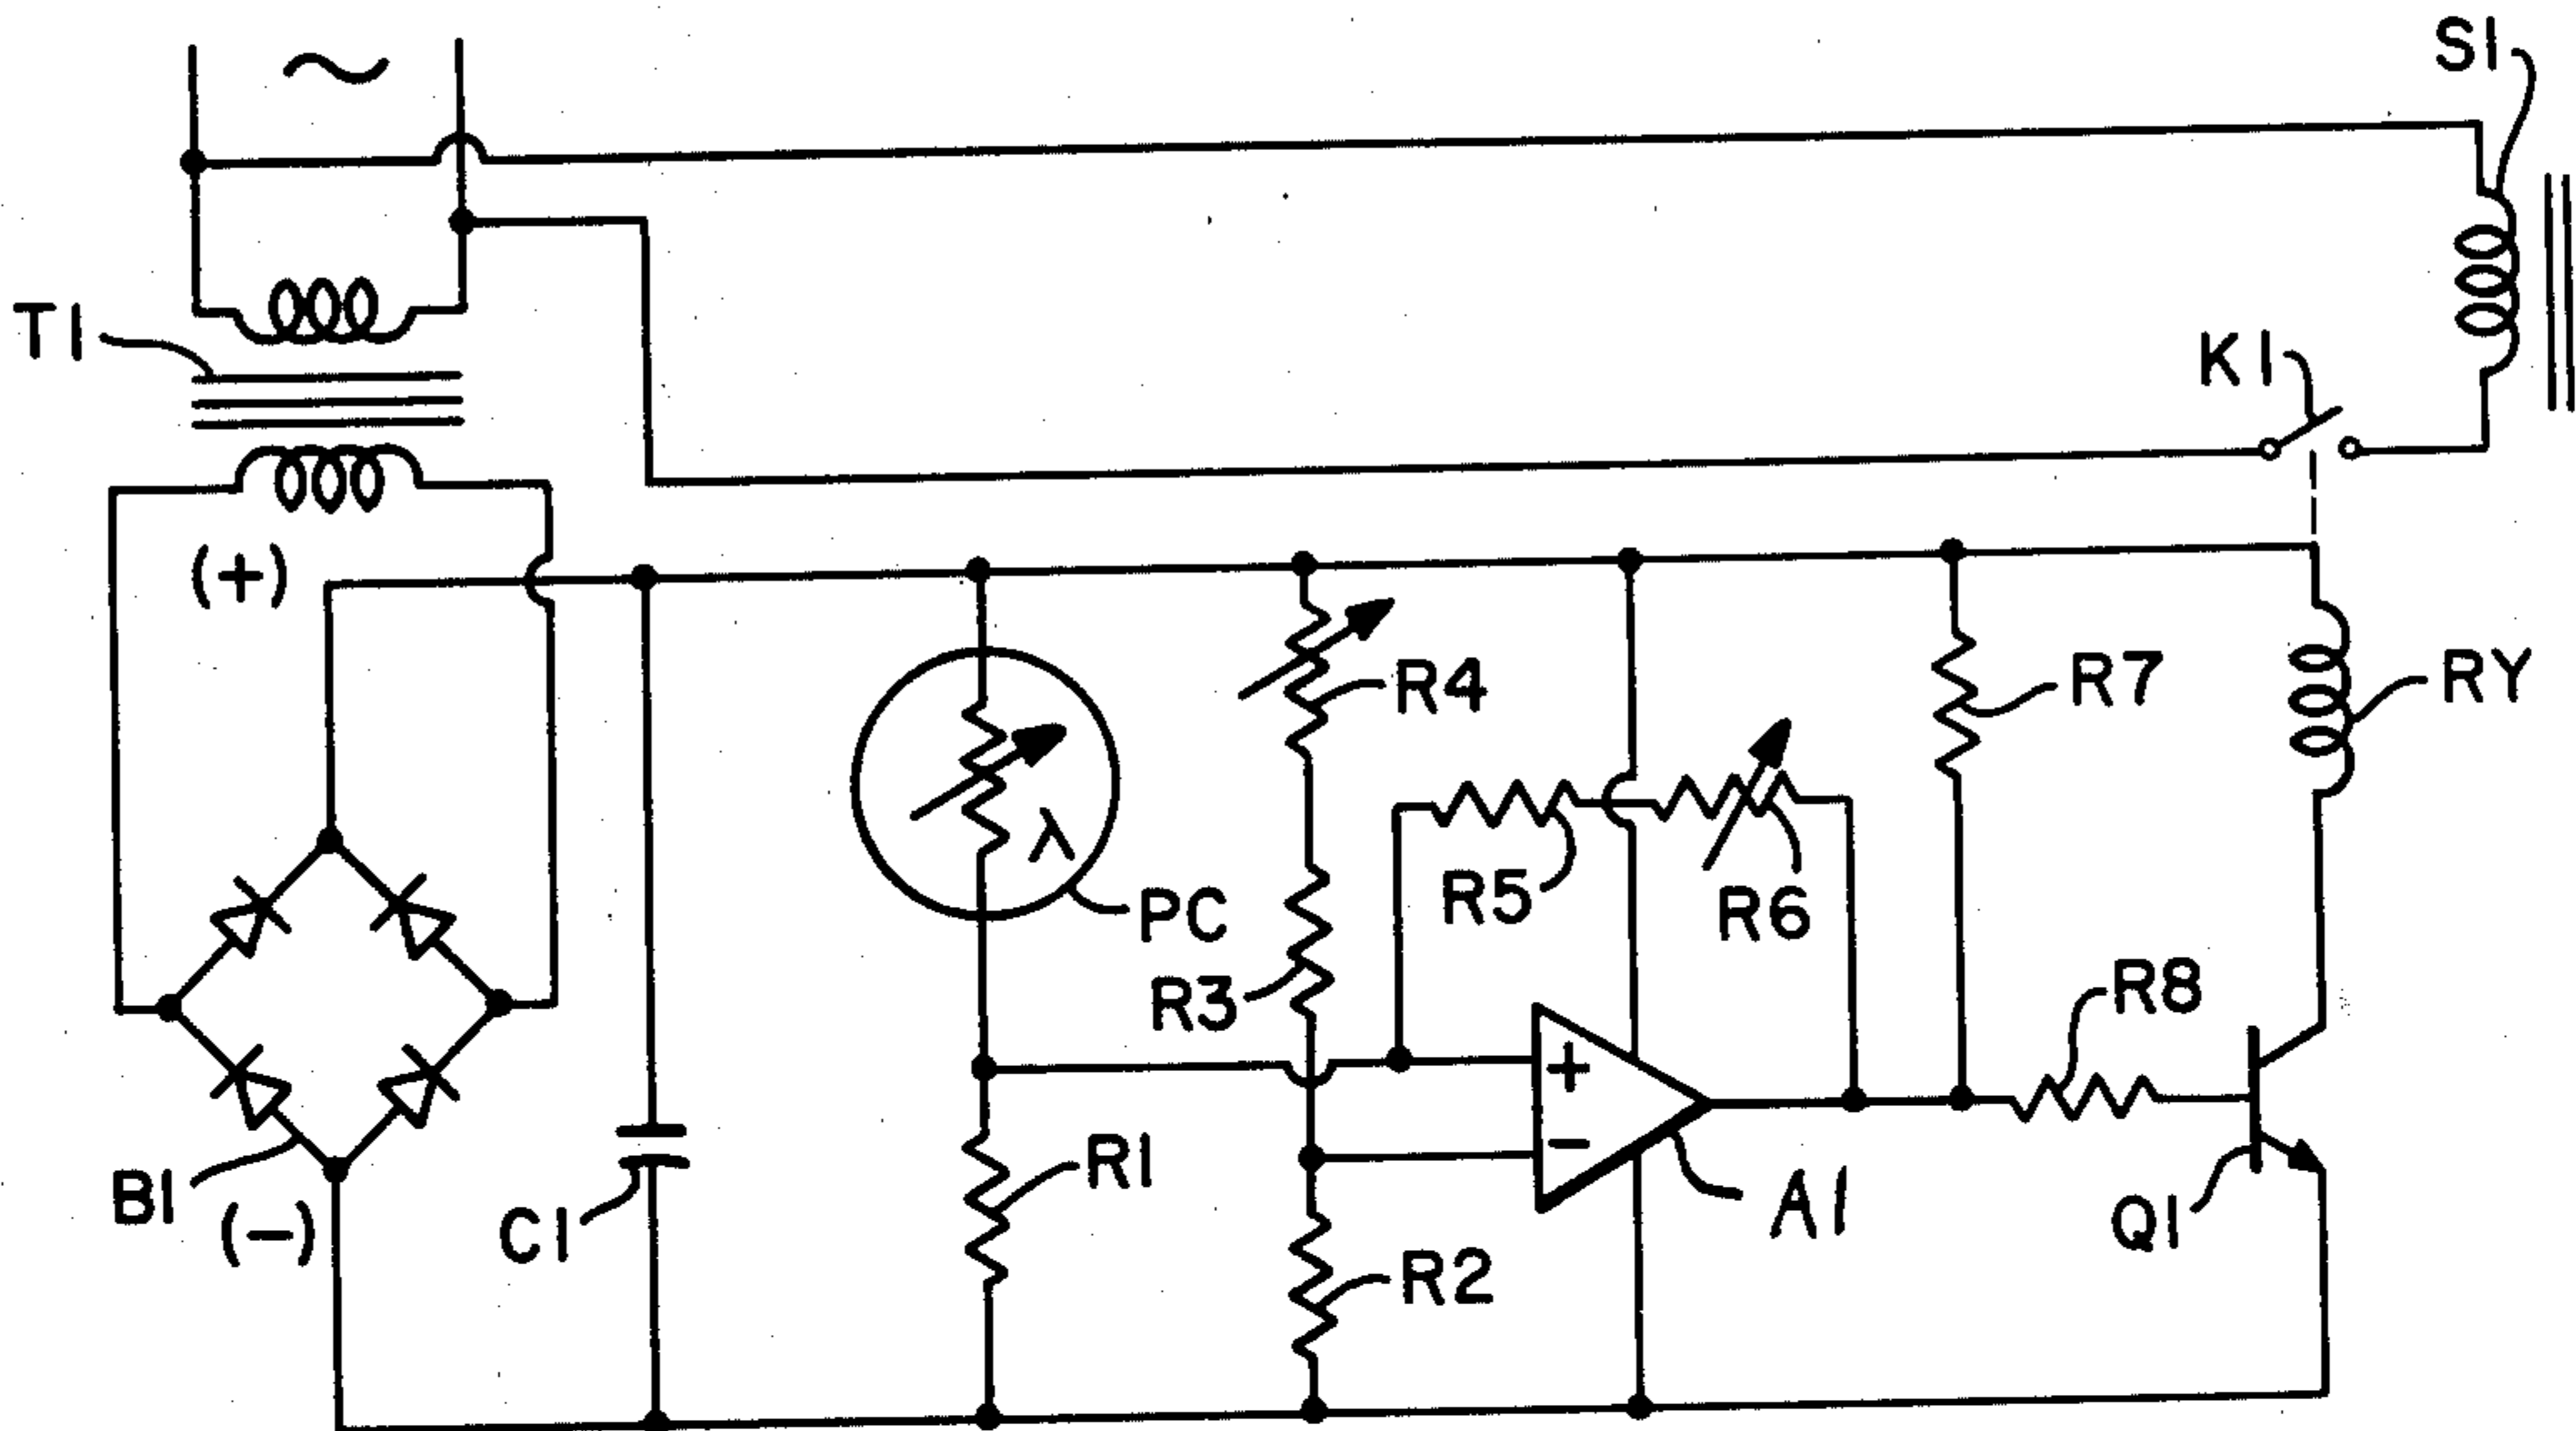 ~
S1
T1
K1
(+)
R4
R7
RY
λ
PC
R5
R6
R3
R8
+
−
B1
(−)
C1
R1
A1
Q1
R2